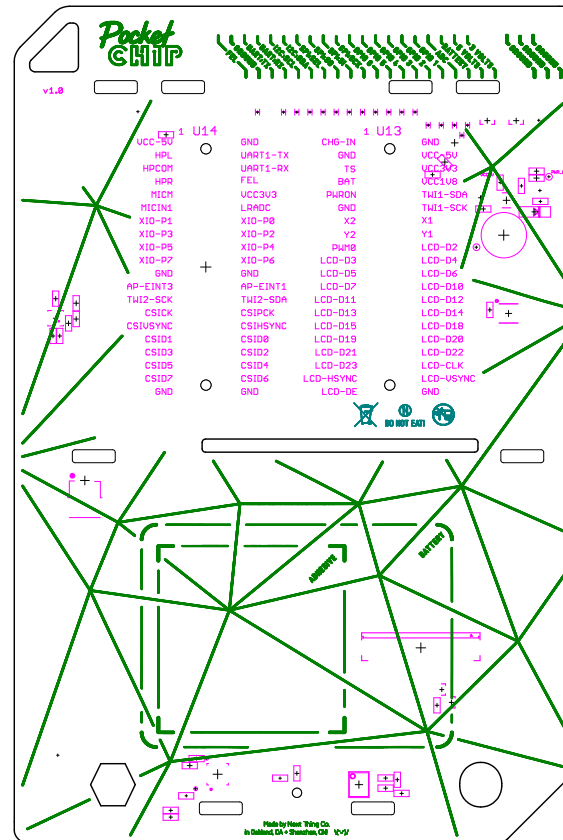 Pocket
CHIP
v1.0
1 U14
1 U13
VCC-5V GND CHG-IN GND
HPL UART1-TX GND VCC-5V
HPCOM UART1-RX TS VCC3V3
HPR FEL BAT VCC1V8
MICM VCC3V3 PWRON TWI1-SDA
MICIN1 LRADC GND TWI1-SCK
XIO-P1 XIO-P0 X2 X1
XIO-P3 XIO-P2 Y2 Y1
XIO-P5 XIO-P4 PWM0 LCD-D2
XIO-P7 XIO-P6 LCD-D3 LCD-D4
GND GND LCD-D5 LCD-D6
AP-EINT3 AP-EINT1 LCD-D7 LCD-D10
TWI2-SCK TWI2-SDA LCD-D11 LCD-D12
CSICK CSIPCK LCD-D13 LCD-D14
CSIVSYNC CSIHSYNC LCD-D15 LCD-D18
CSID1 CSID0 LCD-D19 LCD-D20
CSID3 CSID2 LCD-D21 LCD-D22
CSID5 CSID4 LCD-D23 LCD-CLK
CSID7 CSID6 LCD-HSYNC LCD-VSYNC
GND GND LCD-DE GND
DO NOT EAT!
ADHESIVE
BATTERY
Made by Next Thing Co.
in Oakland, CA + Shenzhen, CN!